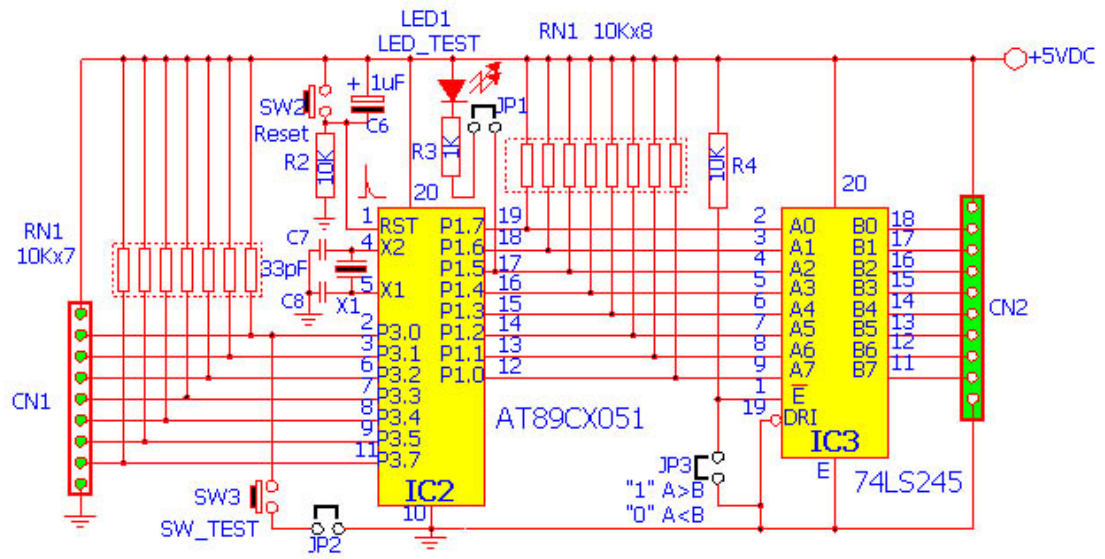 LED1
LED_TEST
RN1 10Kx8
+5VDC
+ 1uF
SW2
C6
Reset
JP1
R2
10K
R3
1K
10K
R4
20
20
RN1
10Kx7
1
RST
P1.7
19
2
A0
B0
18
C7
4
X2
P1.6
18
3
A1
B1
17
33pF
P1.5
17
4
A2
B2
16
5
X1
P1.4
16
5
A3
B3
15
C8
X1
P1.3
15
6
A4
B4
14
CN2
2
P3.0
P1.2
14
7
A5
B5
13
3
P3.1
P1.1
13
8
A6
B6
12
6
P3.2
P1.0
12
9
A7
B7
11
CN1
7
P3.3
1
E
8
P3.4
AT89CX051
19
DRI
9
P3.5
IC3
11
P3.7
JP3
E
74LS245
SW3
IC2
"1" A>B
SW_TEST
10
"0" A<B
JP2